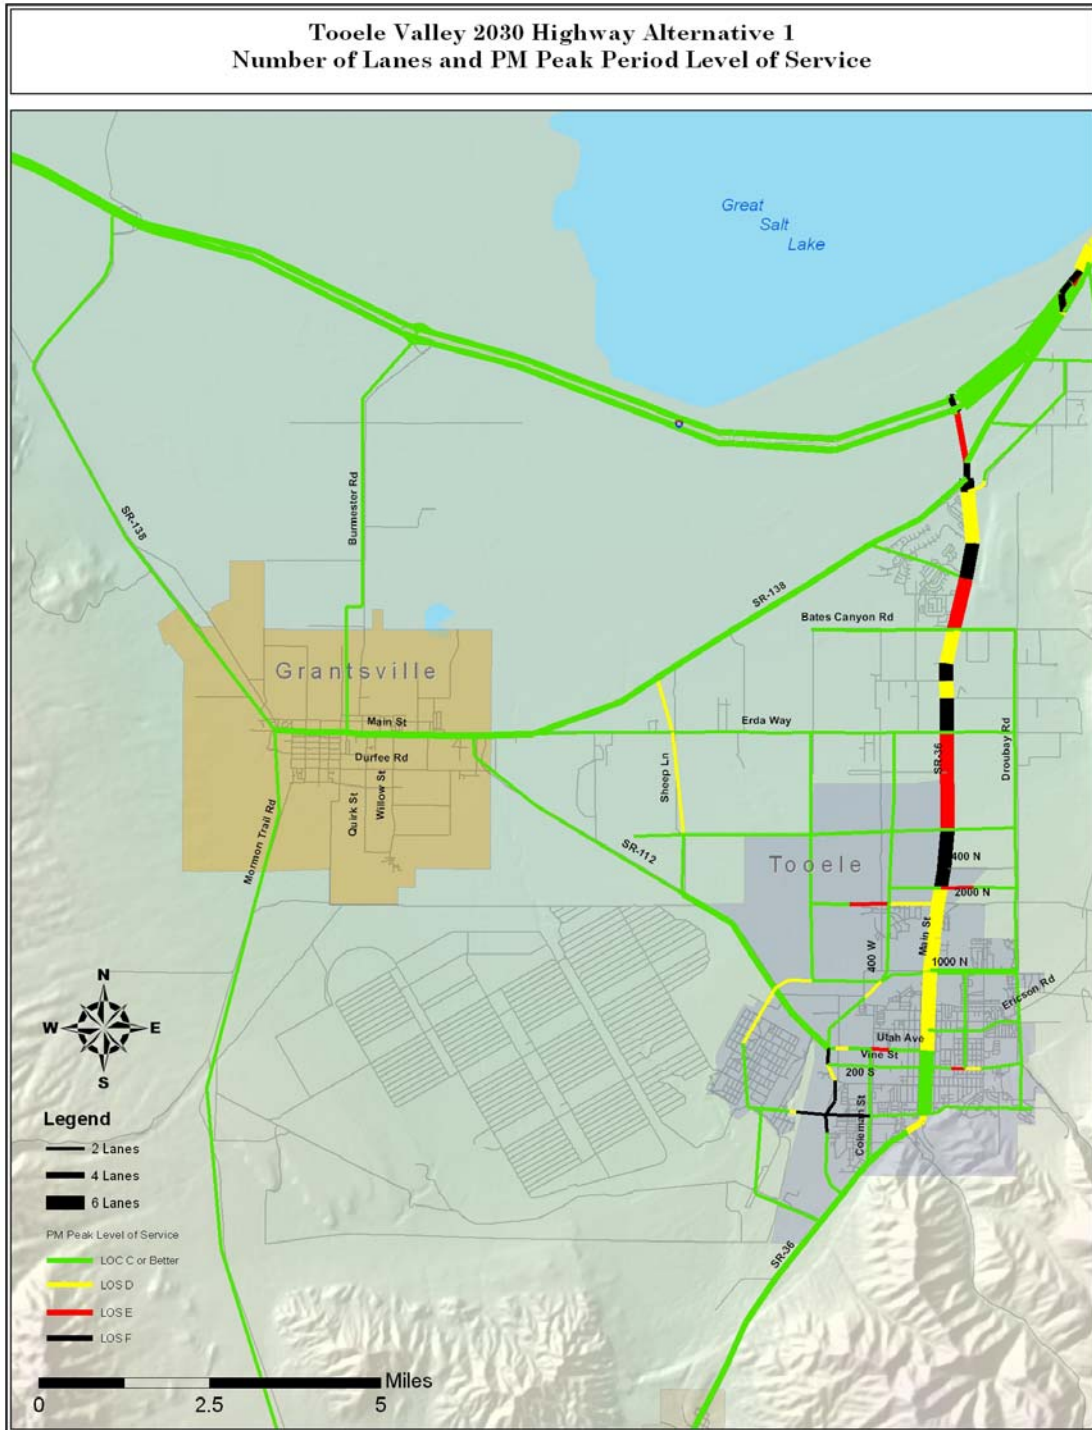 Tooele Valley 2030 Highway Alternative 1
Number of Lanes and PM Peak Period Level of Service
Great
Salt
Lake
SR-138
Burmester Rd
SR-138
Bates Canyon Rd
Grantsville
Main St
Erda Way
Durfee Rd
Sheep Ln
SR-36
Droubay Rd
Quirk St
Willow St
Mormon Trail Rd
SR-112
Tooele
400 N
2000 N
Main St
400 W
1000 N
Ericson Rd
Utah Ave
Vine St
200 S
Coleman St
SR-36
N
W
E
S
Legend
2 Lanes
4 Lanes
6 Lanes
PM Peak Level of Service
LOC C or Better
LOS D
LOS E
LOS F
Miles
0
2.5
5